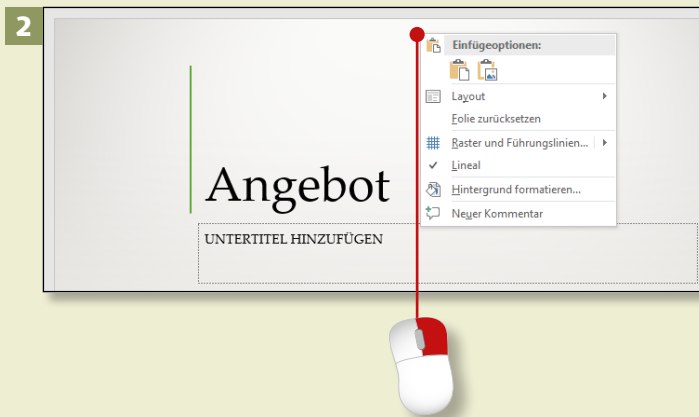 2
Einfügeoptionen:
Layout
Folie zurücksetzen
Raster und Führungslinien...
Lineal
Hintergrund formatieren...
Neuer Kommentar
Angebot
UNTERTITEL HINZUFÜGEN